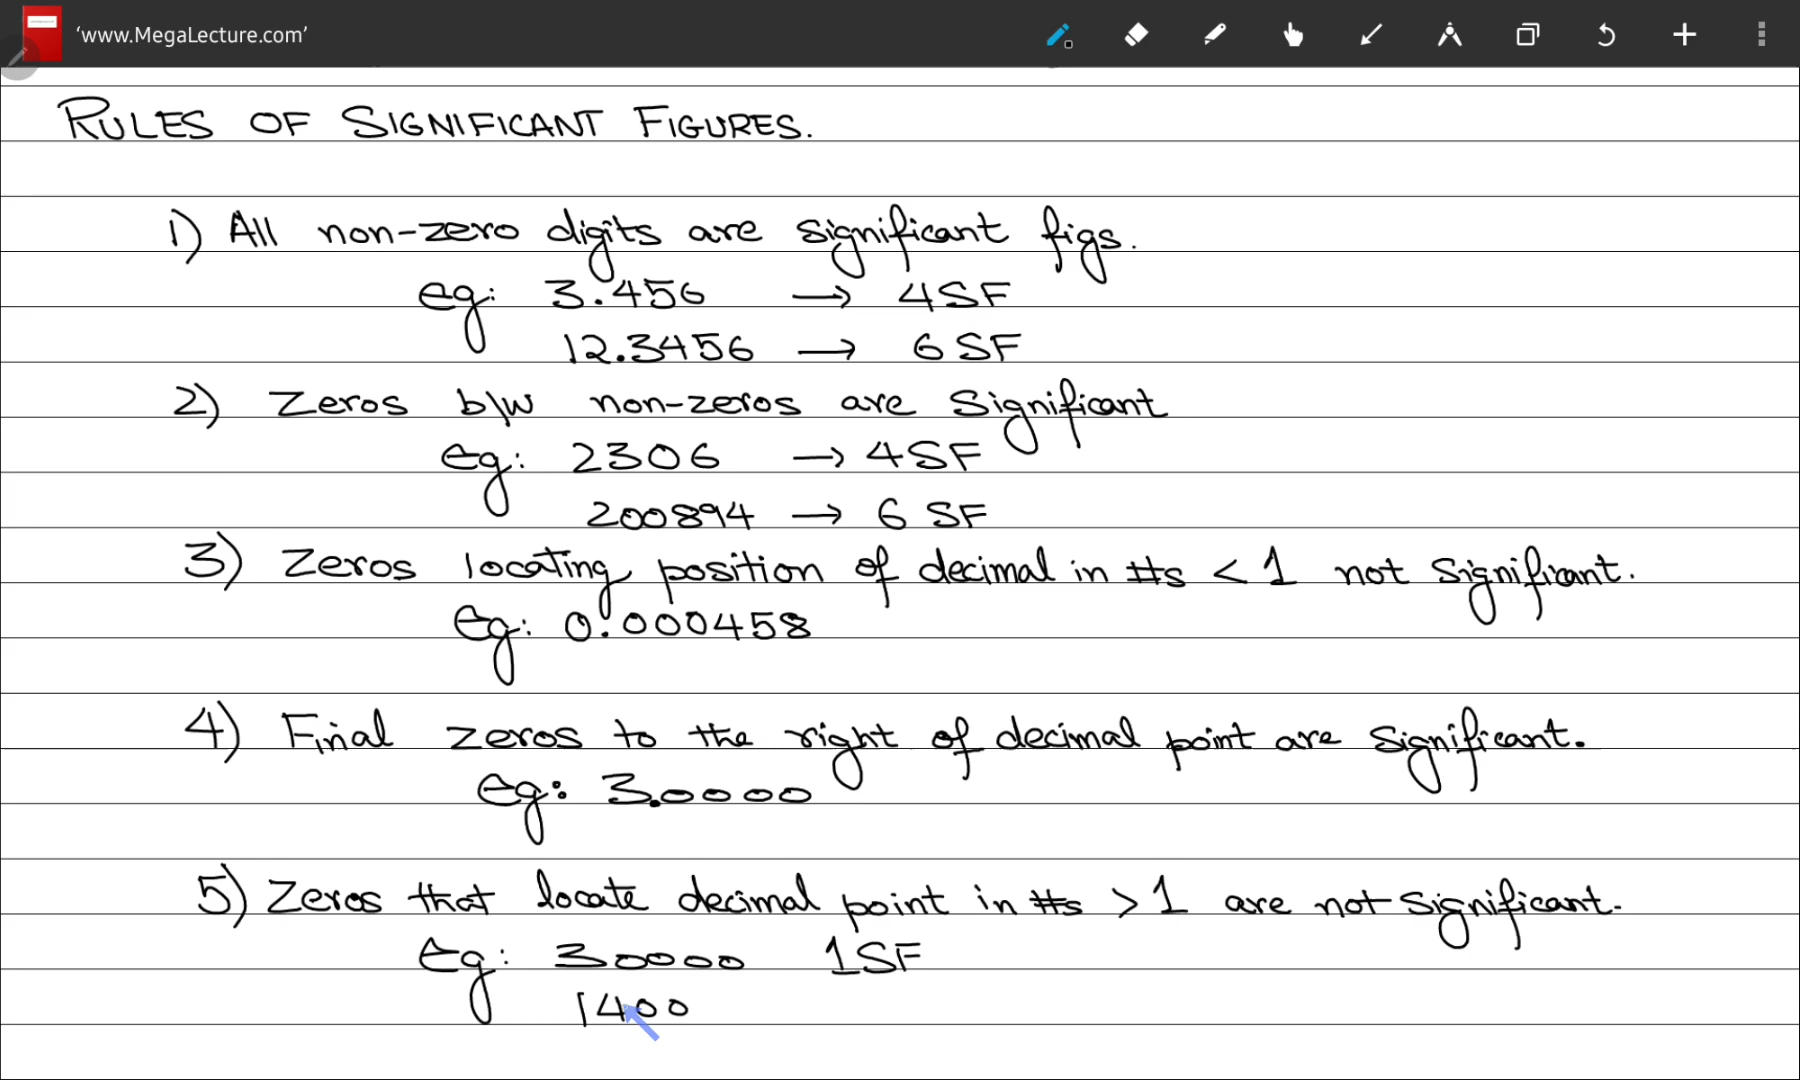 'www.MegaLecture.com'
RULES OF SIGNIFICANT FIGURES.
1) All non-zero digits are significant figs.
eg: 3.456 → 4SF
12.3456 → 6 SF
2) Zeros b\w non-zeros are significant
eg: 2306 → 4SF
200894 → 6 SF
3) Zeros locating position of decimal in #s < 1 not significant.
eg: 0.000458
4) Final zeros to the right of decimal point are significant.
eg: 3.0000
5) Zeros that locate decimal point in #s > 1 are not significant.
Eg: 30000 1SF
1400